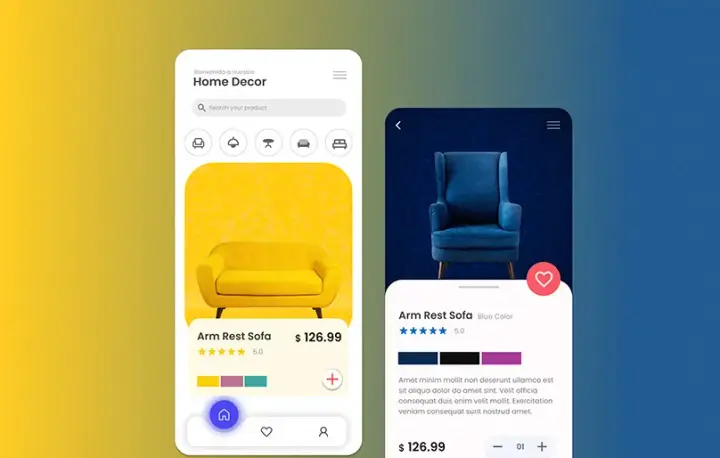 Bienvenido a nuestro
Home Decor
Search your product
Arm Rest Sofa
$ 126.99
5.0
Arm Rest Sofa Blue Color
5.0
Amet minim mollit non deserunt ullamco est
sit aliqua dolor do amet sint. Velit officia
consequat duis enim velit mollit. Exercitation
veniam consequat sunt nostrud amet.
$ 126.99
01